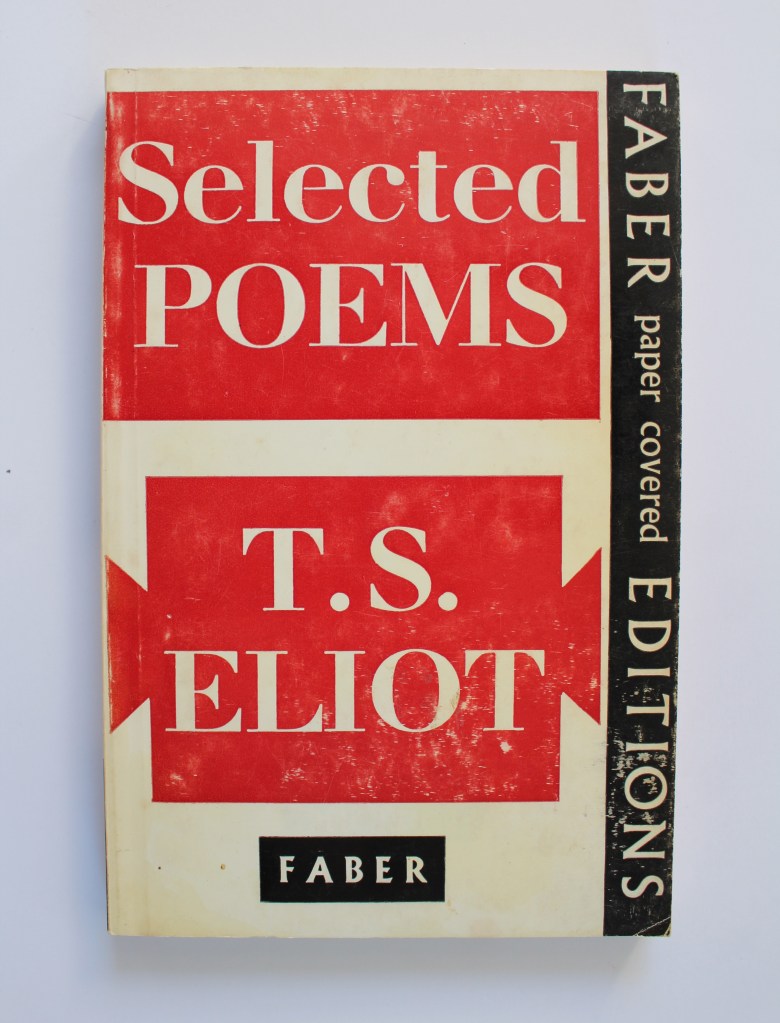 Selected
POEMS
T.S.
ELIOT
FABER
FABER paper covered EDITIONS